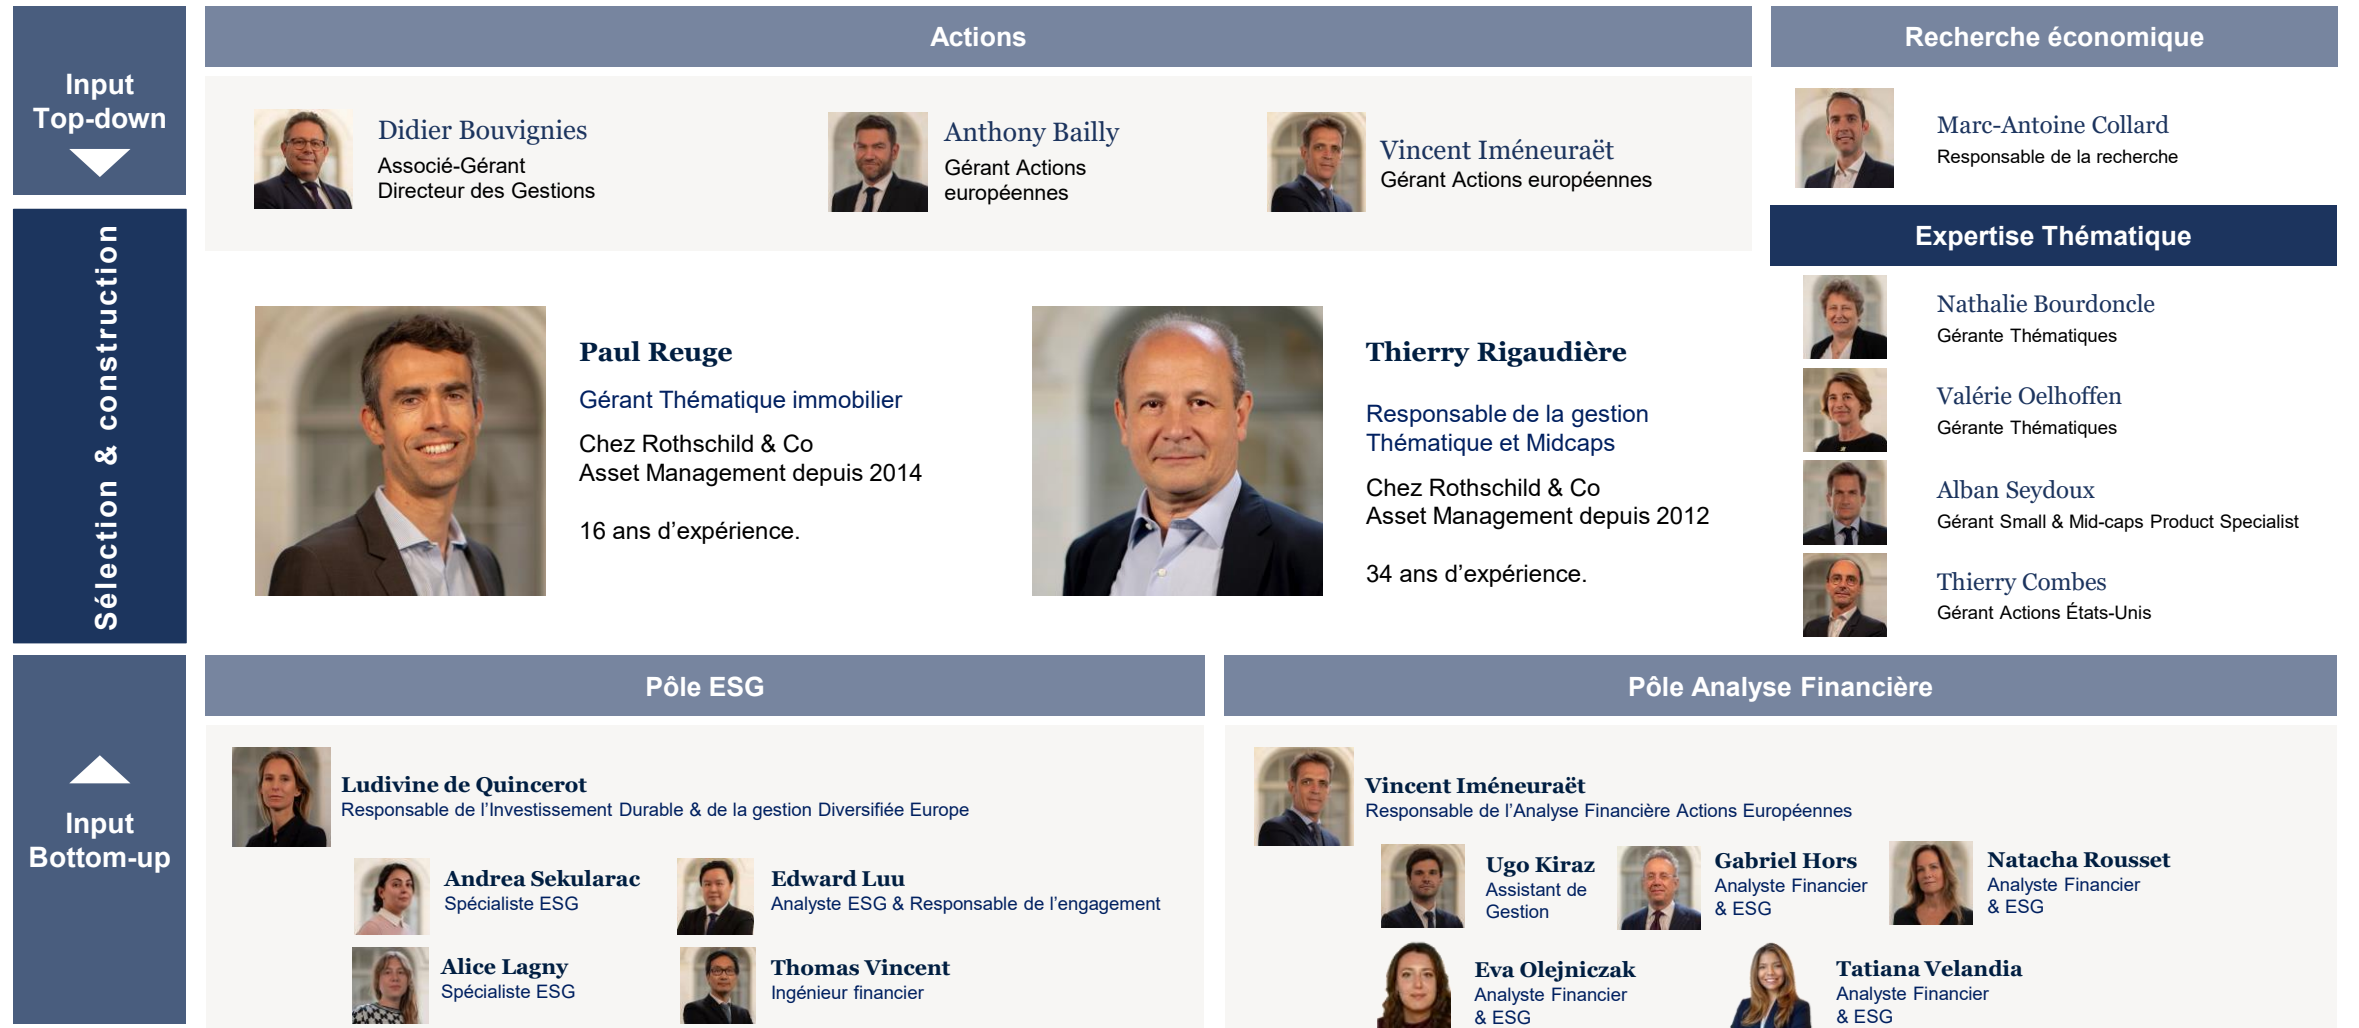 Input
Top-down
Actions
Didier Bouvignies
Associé-Gérant
Directeur des Gestions
Anthony Bailly
Gérant Actions
européennes
Vincent Iméneuraët
Gérant Actions européennes
Recherche économique
Marc-Antoine Collard
Responsable de la recherche
Sélection & construction
Paul Reuge
Gérant Thématique immobilier
Chez Rothschild & Co
Asset Management depuis 2014
16 ans d’expérience.
Thierry Rigaudière
Responsable de la gestion
Thématique et Midcaps
Chez Rothschild & Co
Asset Management depuis 2012
34 ans d’expérience.
Expertise Thématique
Nathalie Bourdoncle
Gérante Thématiques
Valérie Oelhoffen
Gérante Thématiques
Alban Seydoux
Gérant Small & Mid-caps Product Specialist
Thierry Combes
Gérant Actions États-Unis
Input
Bottom-up
Pôle ESG
Ludivine de Quincerot
Responsable de l’Investissement Durable & de la gestion Diversifiée Europe
Andrea Sekularac
Spécialiste ESG
Edward Luu
Analyste ESG & Responsable de l’engagement
Alice Lagny
Spécialiste ESG
Thomas Vincent
Ingénieur financier
Pôle Analyse Financière
Vincent Iméneuraët
Responsable de l’Analyse Financière Actions Européennes
Ugo Kiraz
Assistant de
Gestion
Gabriel Hors
Analyste Financier
& ESG
Natacha Rousset
Analyste Financier
& ESG
Eva Olejniczak
Analyste Financier
& ESG
Tatiana Velandia
Analyste Financier
& ESG